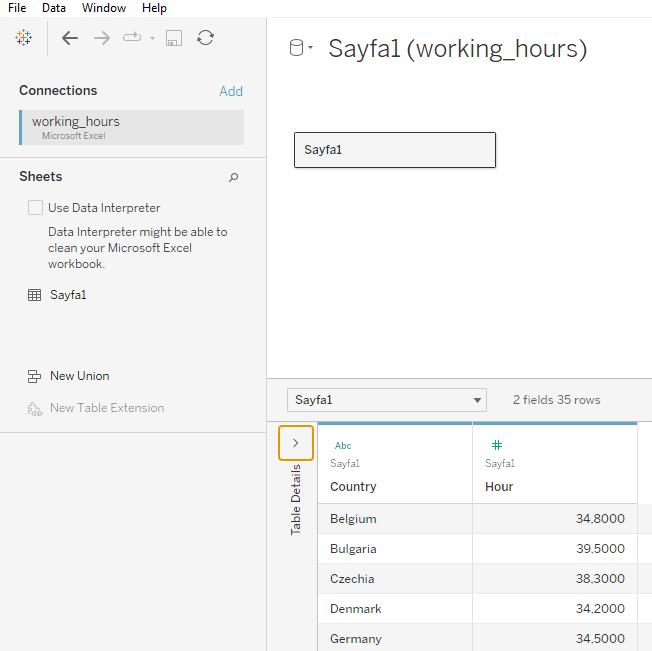 File Data Window Help
Sayfa1 (working_hours)
Connections Add
working_hours
Microsoft Excel
Sayfa1
Sheets
Use Data Interpreter
Data Interpreter might be able to
clean your Microsoft Excel
workbook.
Sayfa1
New Union
New Table Extension
Sayfa1 2 fields 35 rows
Table Details
Abc #
Sayfa1 Sayfa1
Country Hour
Belgium 34,8000
Bulgaria 39,5000
Czechia 38,3000
Denmark 34,2000
Germany 34,5000